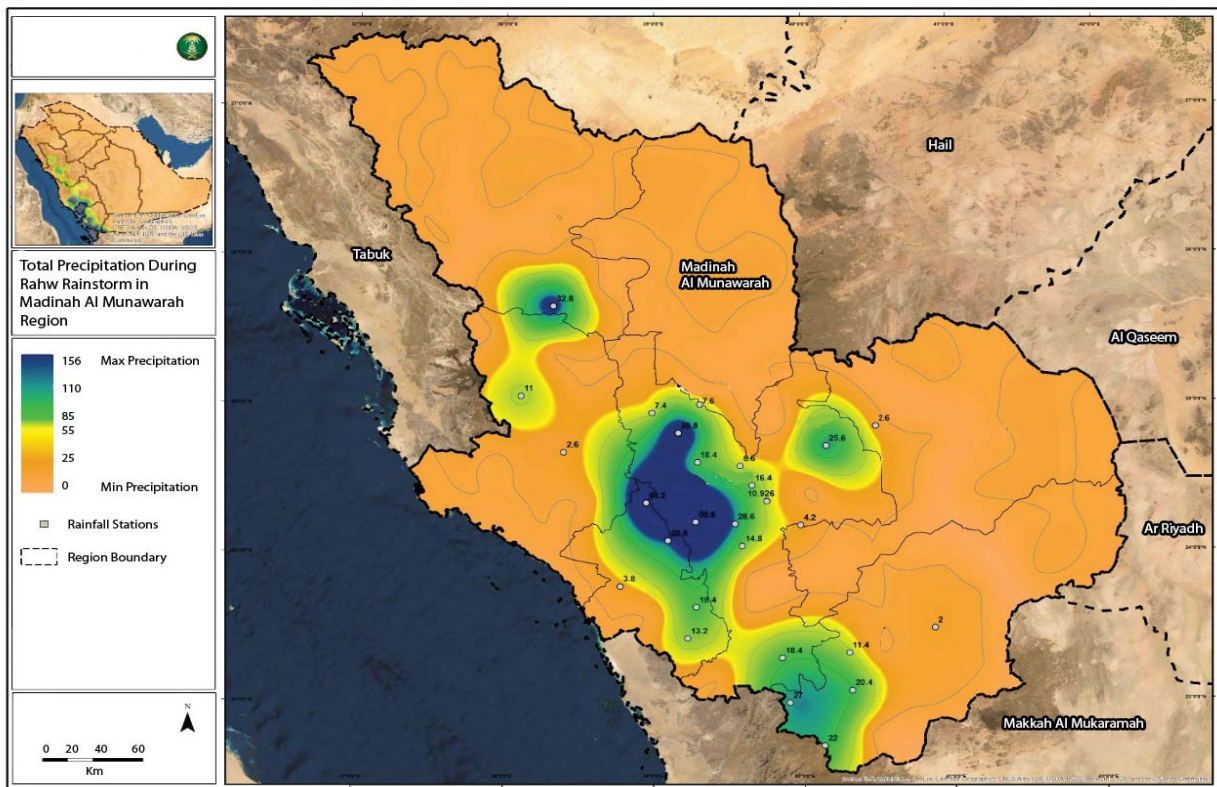 Total Precipitation During
Rahw Rainstorm in
Madinah Al Munawarah
Region
156 Max Precipitation
110
85
55
25
0 Min Precipitation
Rainfall Stations
Region Boundary
N
0 20 40 60
Km
Hail
Tabuk
Madinah
Al Munawarah
Al Qaseem
Ar Riyadh
Makkah Al Mukaramah
32.8
11
7.6
7.4
2.6
25.6
2.6
18.4
8.6
16.4
10.926
28.6
4.2
14.8
3.8
13.2
2
18.4
11.4
20.4
27
22